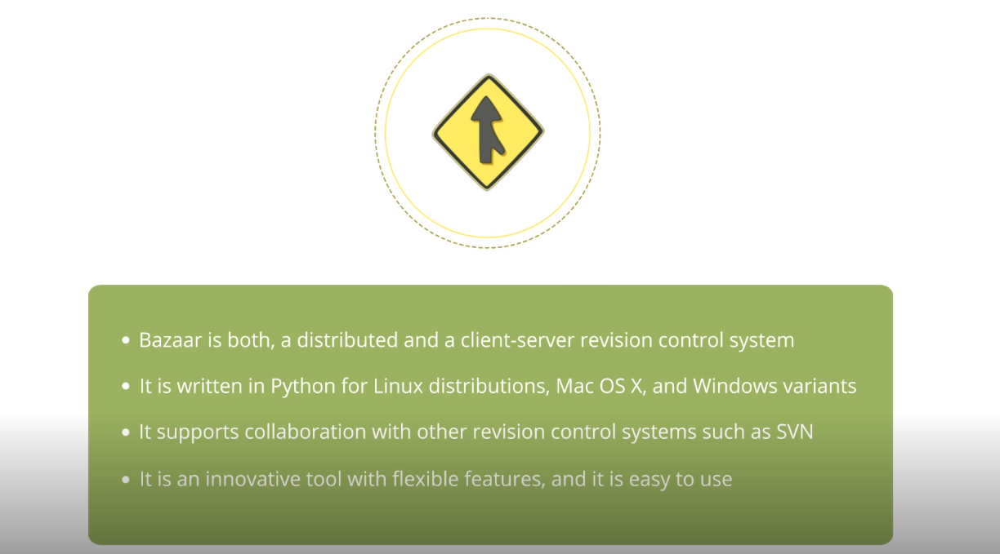 Bazaar is both, a distributed and a client-server revision control system
It is written in Python for Linux distributions, Mac OS X, and Windows variants
It supports collaboration with other revision control systems such as SVN
It is an innovative tool with flexible features, and it is easy to use